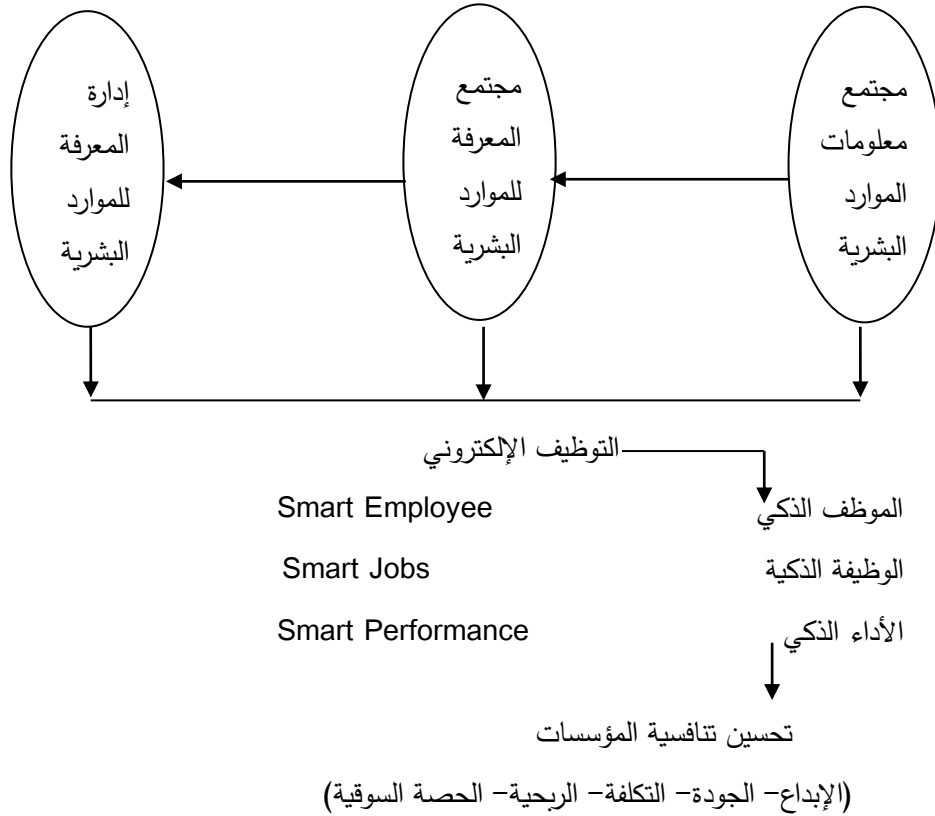 مجتمع
معلومات
الموارد
البشرية
مجتمع
المعرفة
للموارد
البشرية
إدارة
المعرفة
للموارد
البشرية
التوظيف الإلكتروني
الموظف الذكي Smart Employee
الوظيفة الذكية Smart Jobs
الأداء الذكي Smart Performance
تحسين تنافسية المؤسسات
(الإبداع- الجودة- التكلفة- الربحية- الحصة السوقية)